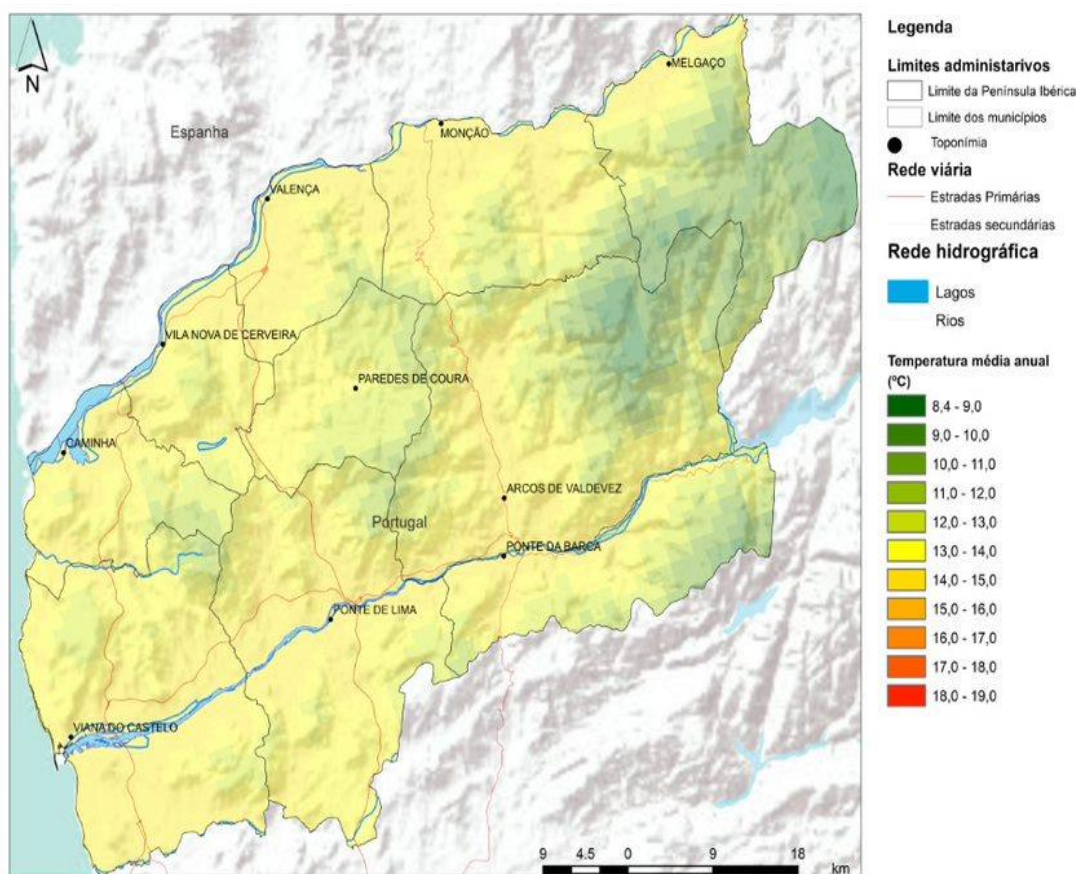 N
Espanha
MELGAÇO
MONÇÃO
VALENÇA
VILA NOVA DE CERVEIRA
PAREDES DE COURA
CAMINHA
ARCOS DE VALDEVEZ
Portugal
PONTE DA BARCA
PONTE DE LIMA
VIANA DO CASTELO
9 4.5 0 9 18
km
Legenda
Limites administarivos
Limite da Península Ibérica
Limite dos municípios
Toponímia
Rede viária
Estradas Primárias
Estradas secundárias
Rede hidrográfica
Lagos
Rios
Temperatura média anual
(ºC)
8,4 - 9,0
9,0 - 10,0
10,0 - 11,0
11,0 - 12,0
12,0 - 13,0
13,0 - 14,0
14,0 - 15,0
15,0 - 16,0
16,0 - 17,0
17,0 - 18,0
18,0 - 19,0